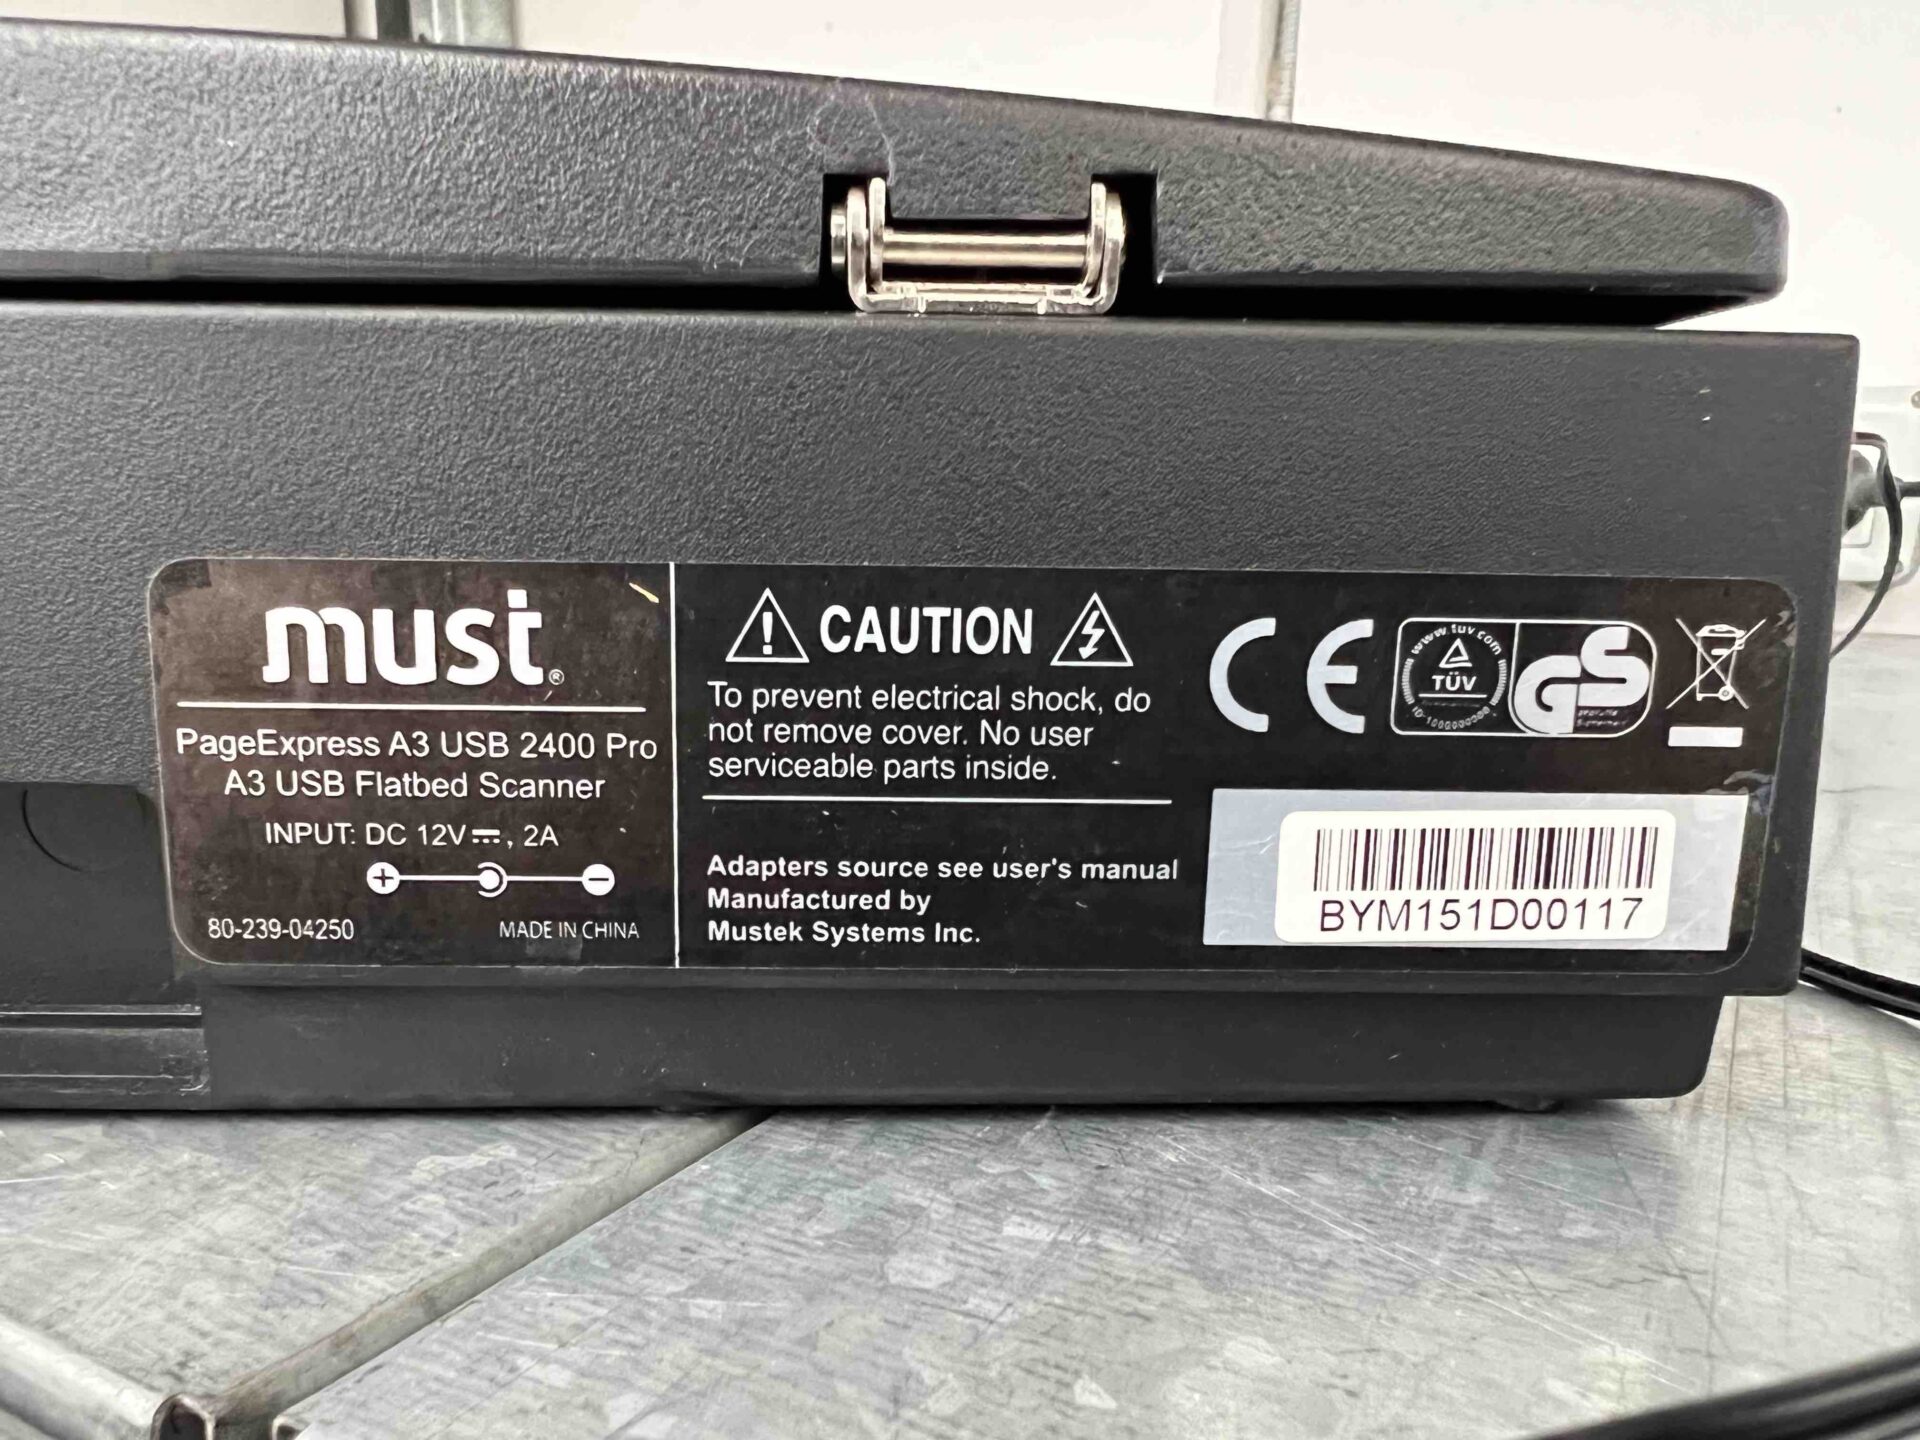 must®
PageExpress A3 USB 2400 Pro
A3 USB Flatbed Scanner
INPUT: DC 12V⎓, 2A
80-239-04250
MADE IN CHINA
CAUTION
To prevent electrical shock, do
not remove cover. No user
serviceable parts inside.
Adapters source see user's manual
Manufactured by
Mustek Systems Inc.
CE
www.tuv.com
TÜV
GS
BYM151D00117